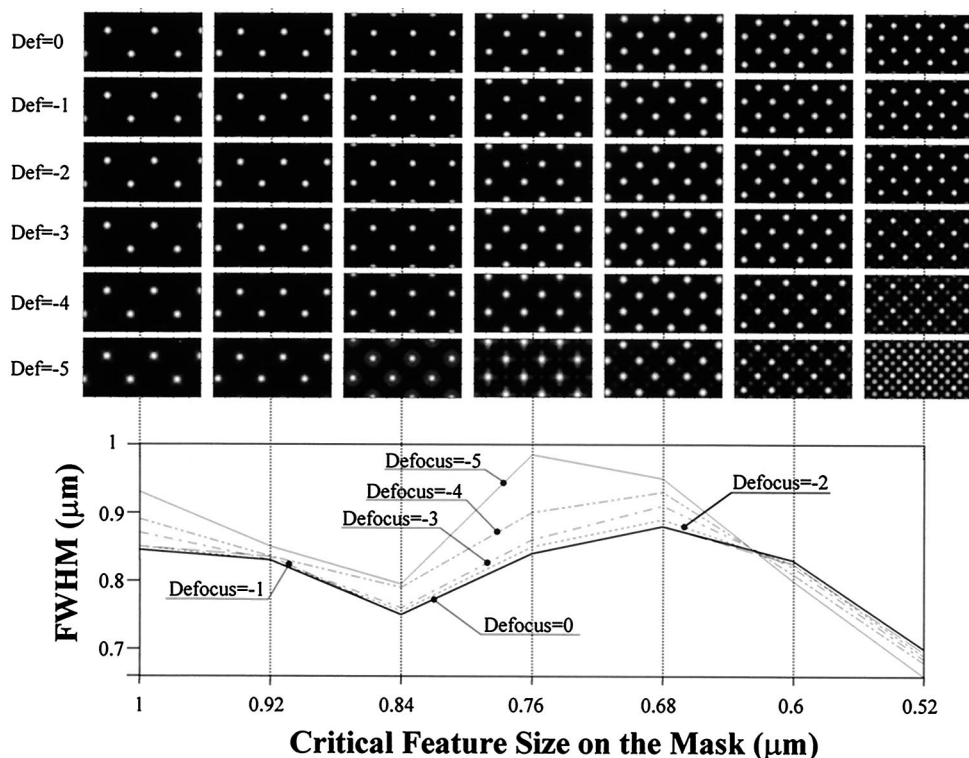 Def=0
Def=-1
Def=-2
Def=-3
Def=-4
Def=-5
1
0.9
0.8
0.7
FWHM (μm)
Defocus=-5
Defocus=-4
Defocus=-3
Defocus=-2
Defocus=-1
Defocus=0
1 0.92 0.84 0.76 0.68 0.6 0.52
Critical Feature Size on the Mask (μm)